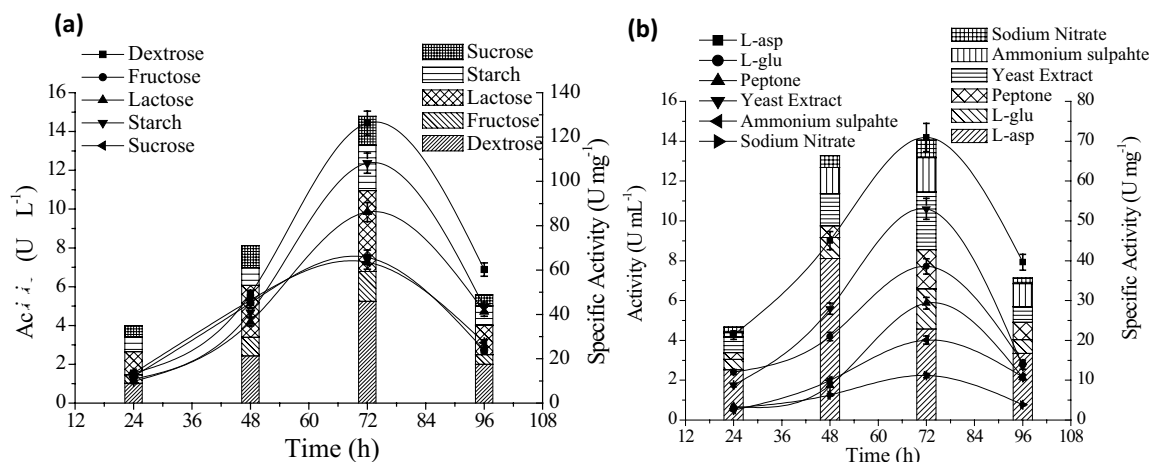 (a)
Dextrose
Fructose
Lactose
Starch
Sucrose
Sucrose
Starch
Lactose
Fructose
Dextrose
16
14
12
10
8
6
4
2
0
140
120
100
80
60
40
20
0
(U L⁻¹)
Specific Activity (U mg⁻¹)
12 24 36 48 60 72 84 96 108
Time (h)
(b)
L-asp
L-glu
Peptone
Yeast Extract
Ammonium sulpahte
Sodium Nitrate
Sodium Nitrate
Ammonium sulpahte
Yeast Extract
Peptone
L-glu
L-asp
16
14
12
10
8
6
4
2
0
80
70
60
50
40
30
20
10
0
Activity (U mL⁻¹)
Specific Activity (U mg⁻¹)
12 24 36 48 60 72 84 96 108
Time (h)